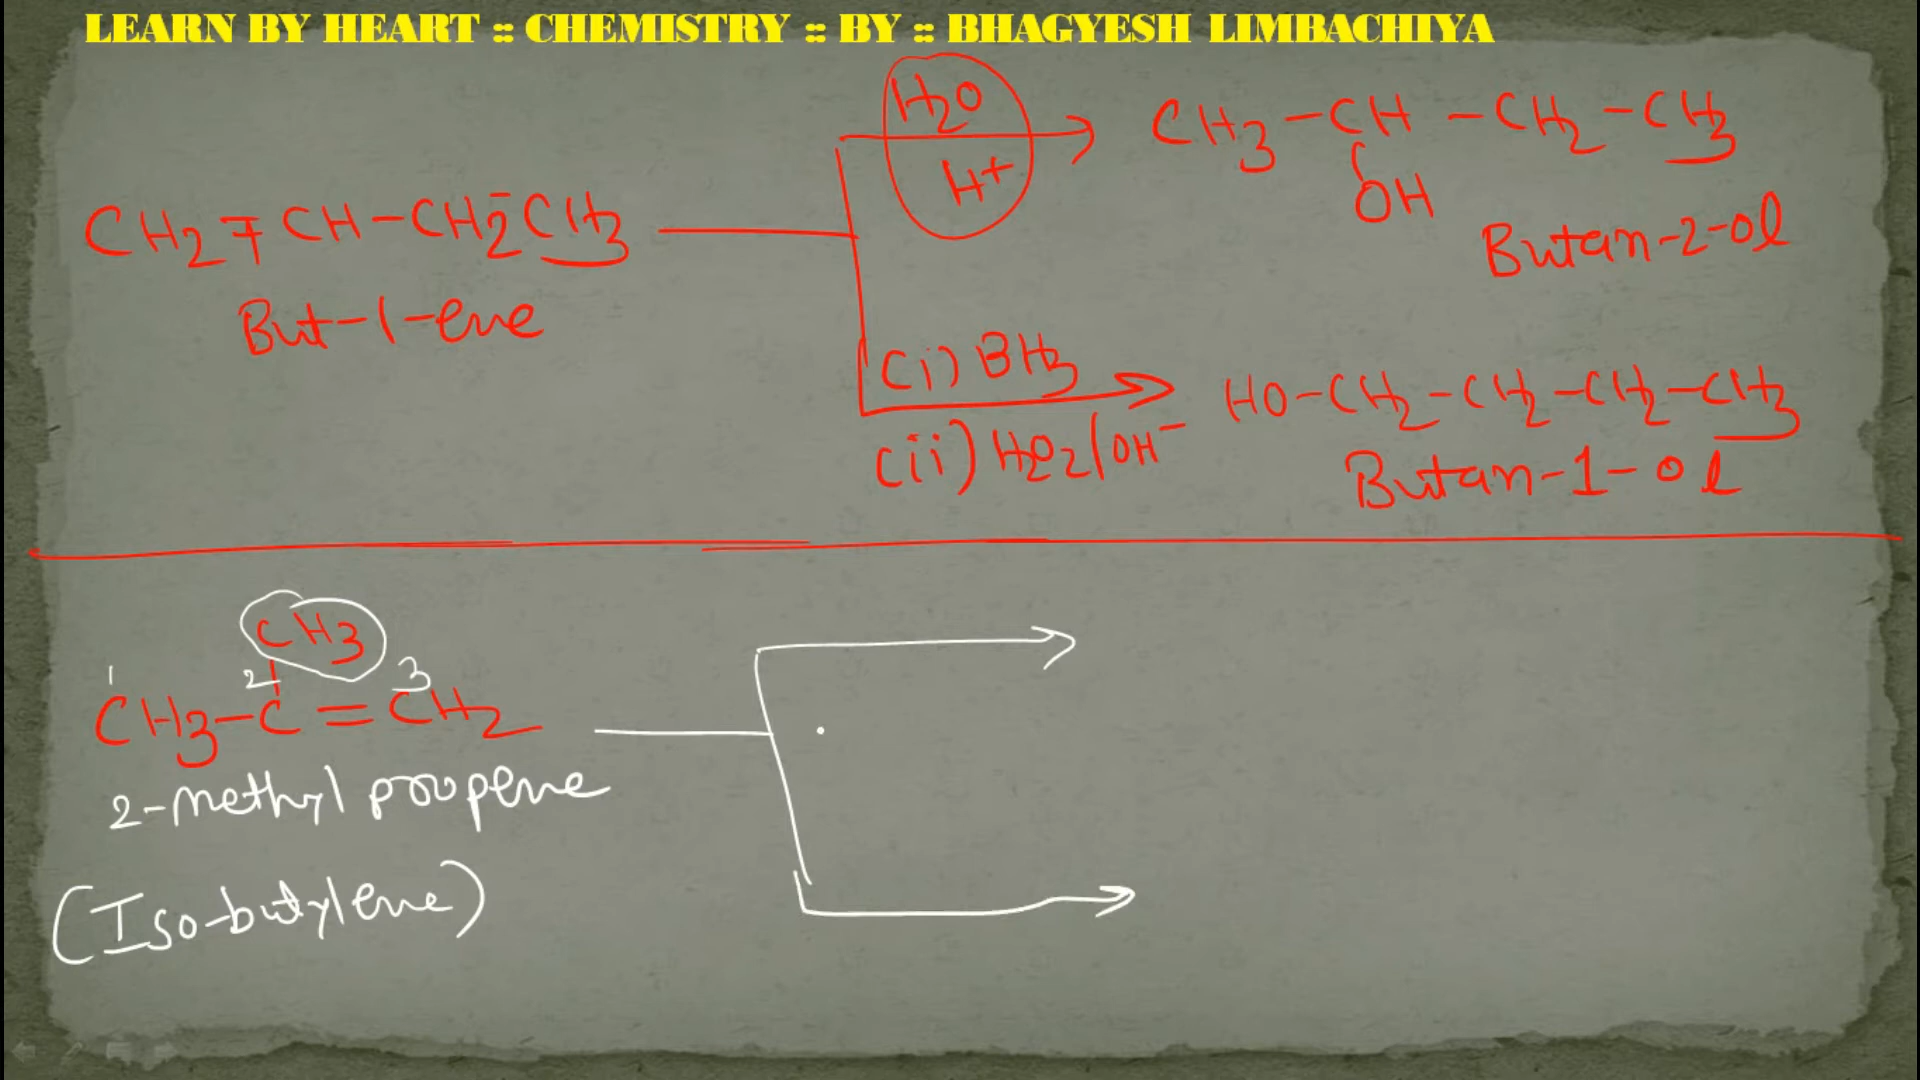 LEARN BY HEART :: CHEMISTRY :: BY :: BHAGYESH LIMBACHIYA
H2O
H+
CH3-CH-CH2-CH3
OH
Butan-2-ol
CH2=CH-CH2-CH3
But-1-ene
(i) BH3
(ii) H2O2/OH-
HO-CH2-CH2-CH2-CH3
Butan-1-ol
CH3
1 2 3
CH3-C=CH2
2-methyl propene
(Iso-butylene)